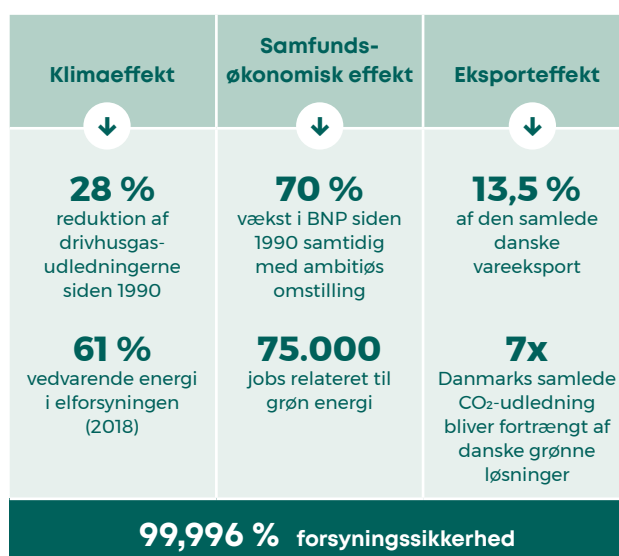 Klimaeffekt
28 %
reduktion af
drivhusgas-
udledningerne
siden 1990
61 %
vedvarende energi
i elforsyningen
(2018)
Samfunds-
økonomisk effekt
70 %
vækst i BNP siden
1990 samtidig
med ambitiøs
omstilling
75.000
jobs relateret til
grøn energi
Eksporteffekt
13,5 %
af den samlede
danske
vareeksport
7x
Danmarks samlede
CO₂-udledning
bliver fortrængt af
danske grønne
løsninger
99,996 % forsyningssikkerhed